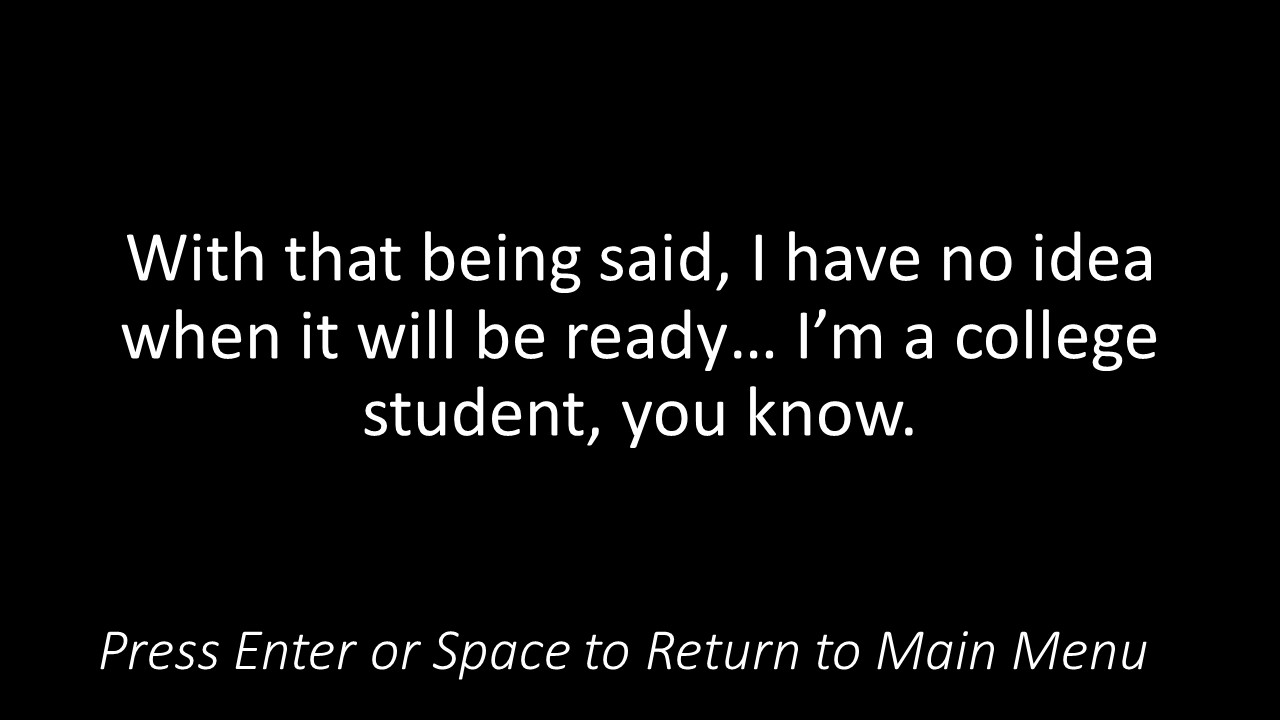 With that being said, I have no idea
when it will be ready… I’m a college
student, you know.
Press Enter or Space to Return to Main Menu